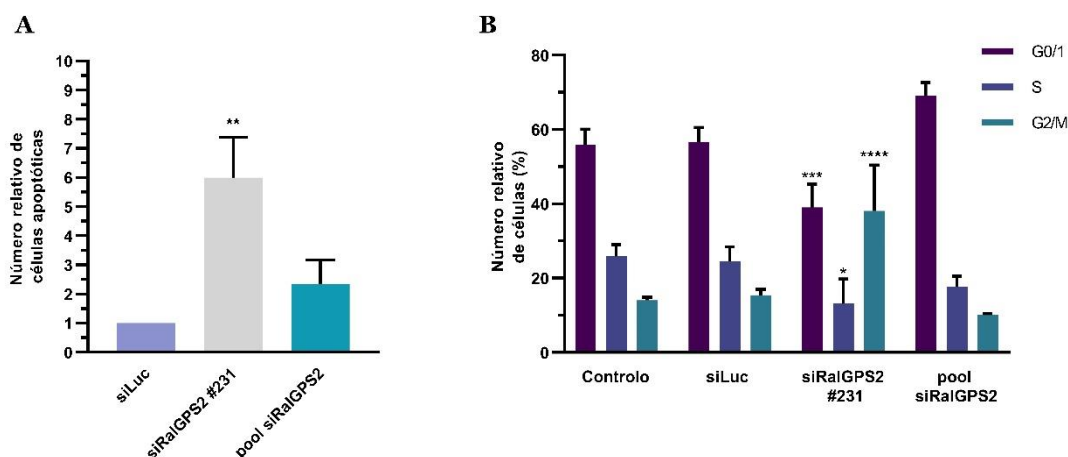 A
Número relativo de
células apoptóticas
10
9
8
7
6
5
4
3
2
1
0
**
siLuc
siRalGPS2 #231
pool siRalGPS2
B
Número relativo
de células (%)
80
60
40
20
0
***
*
****
Controlo
siLuc
siRalGPS2
#231
pool
siRalGPS2
G0/1
S
G2/M